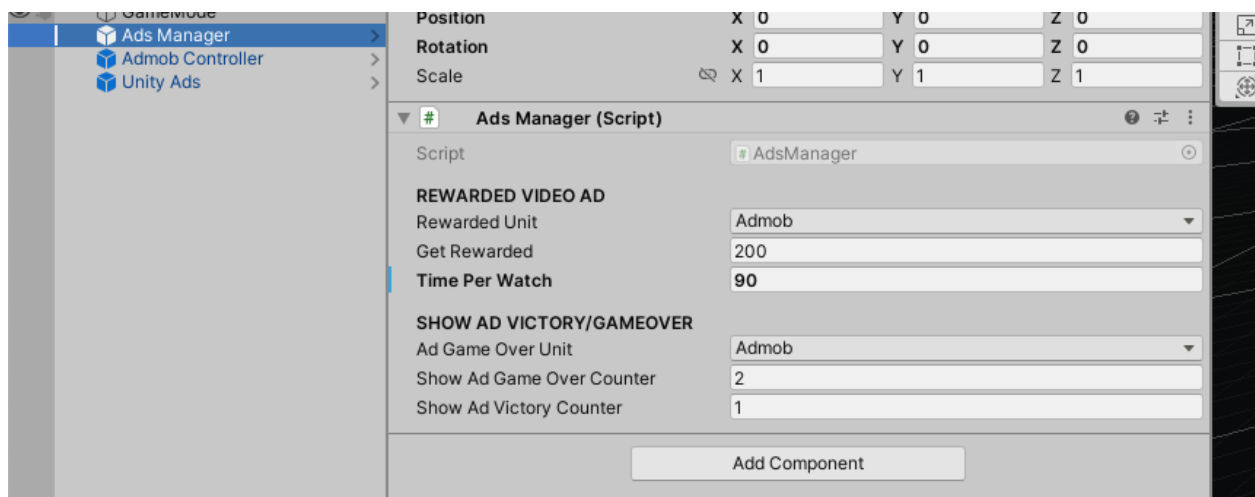 GameMode
Ads Manager
Admob Controller
Unity Ads
Position X 0 Y 0 Z 0
Rotation X 0 Y 0 Z 0
Scale X 1 Y 1 Z 1
# Ads Manager (Script)
Script # AdsManager
REWARDED VIDEO AD
Rewarded Unit Admob
Get Rewarded 200
Time Per Watch 90
SHOW AD VICTORY/GAMEOVER
Ad Game Over Unit Admob
Show Ad Game Over Counter 2
Show Ad Victory Counter 1
Add Component